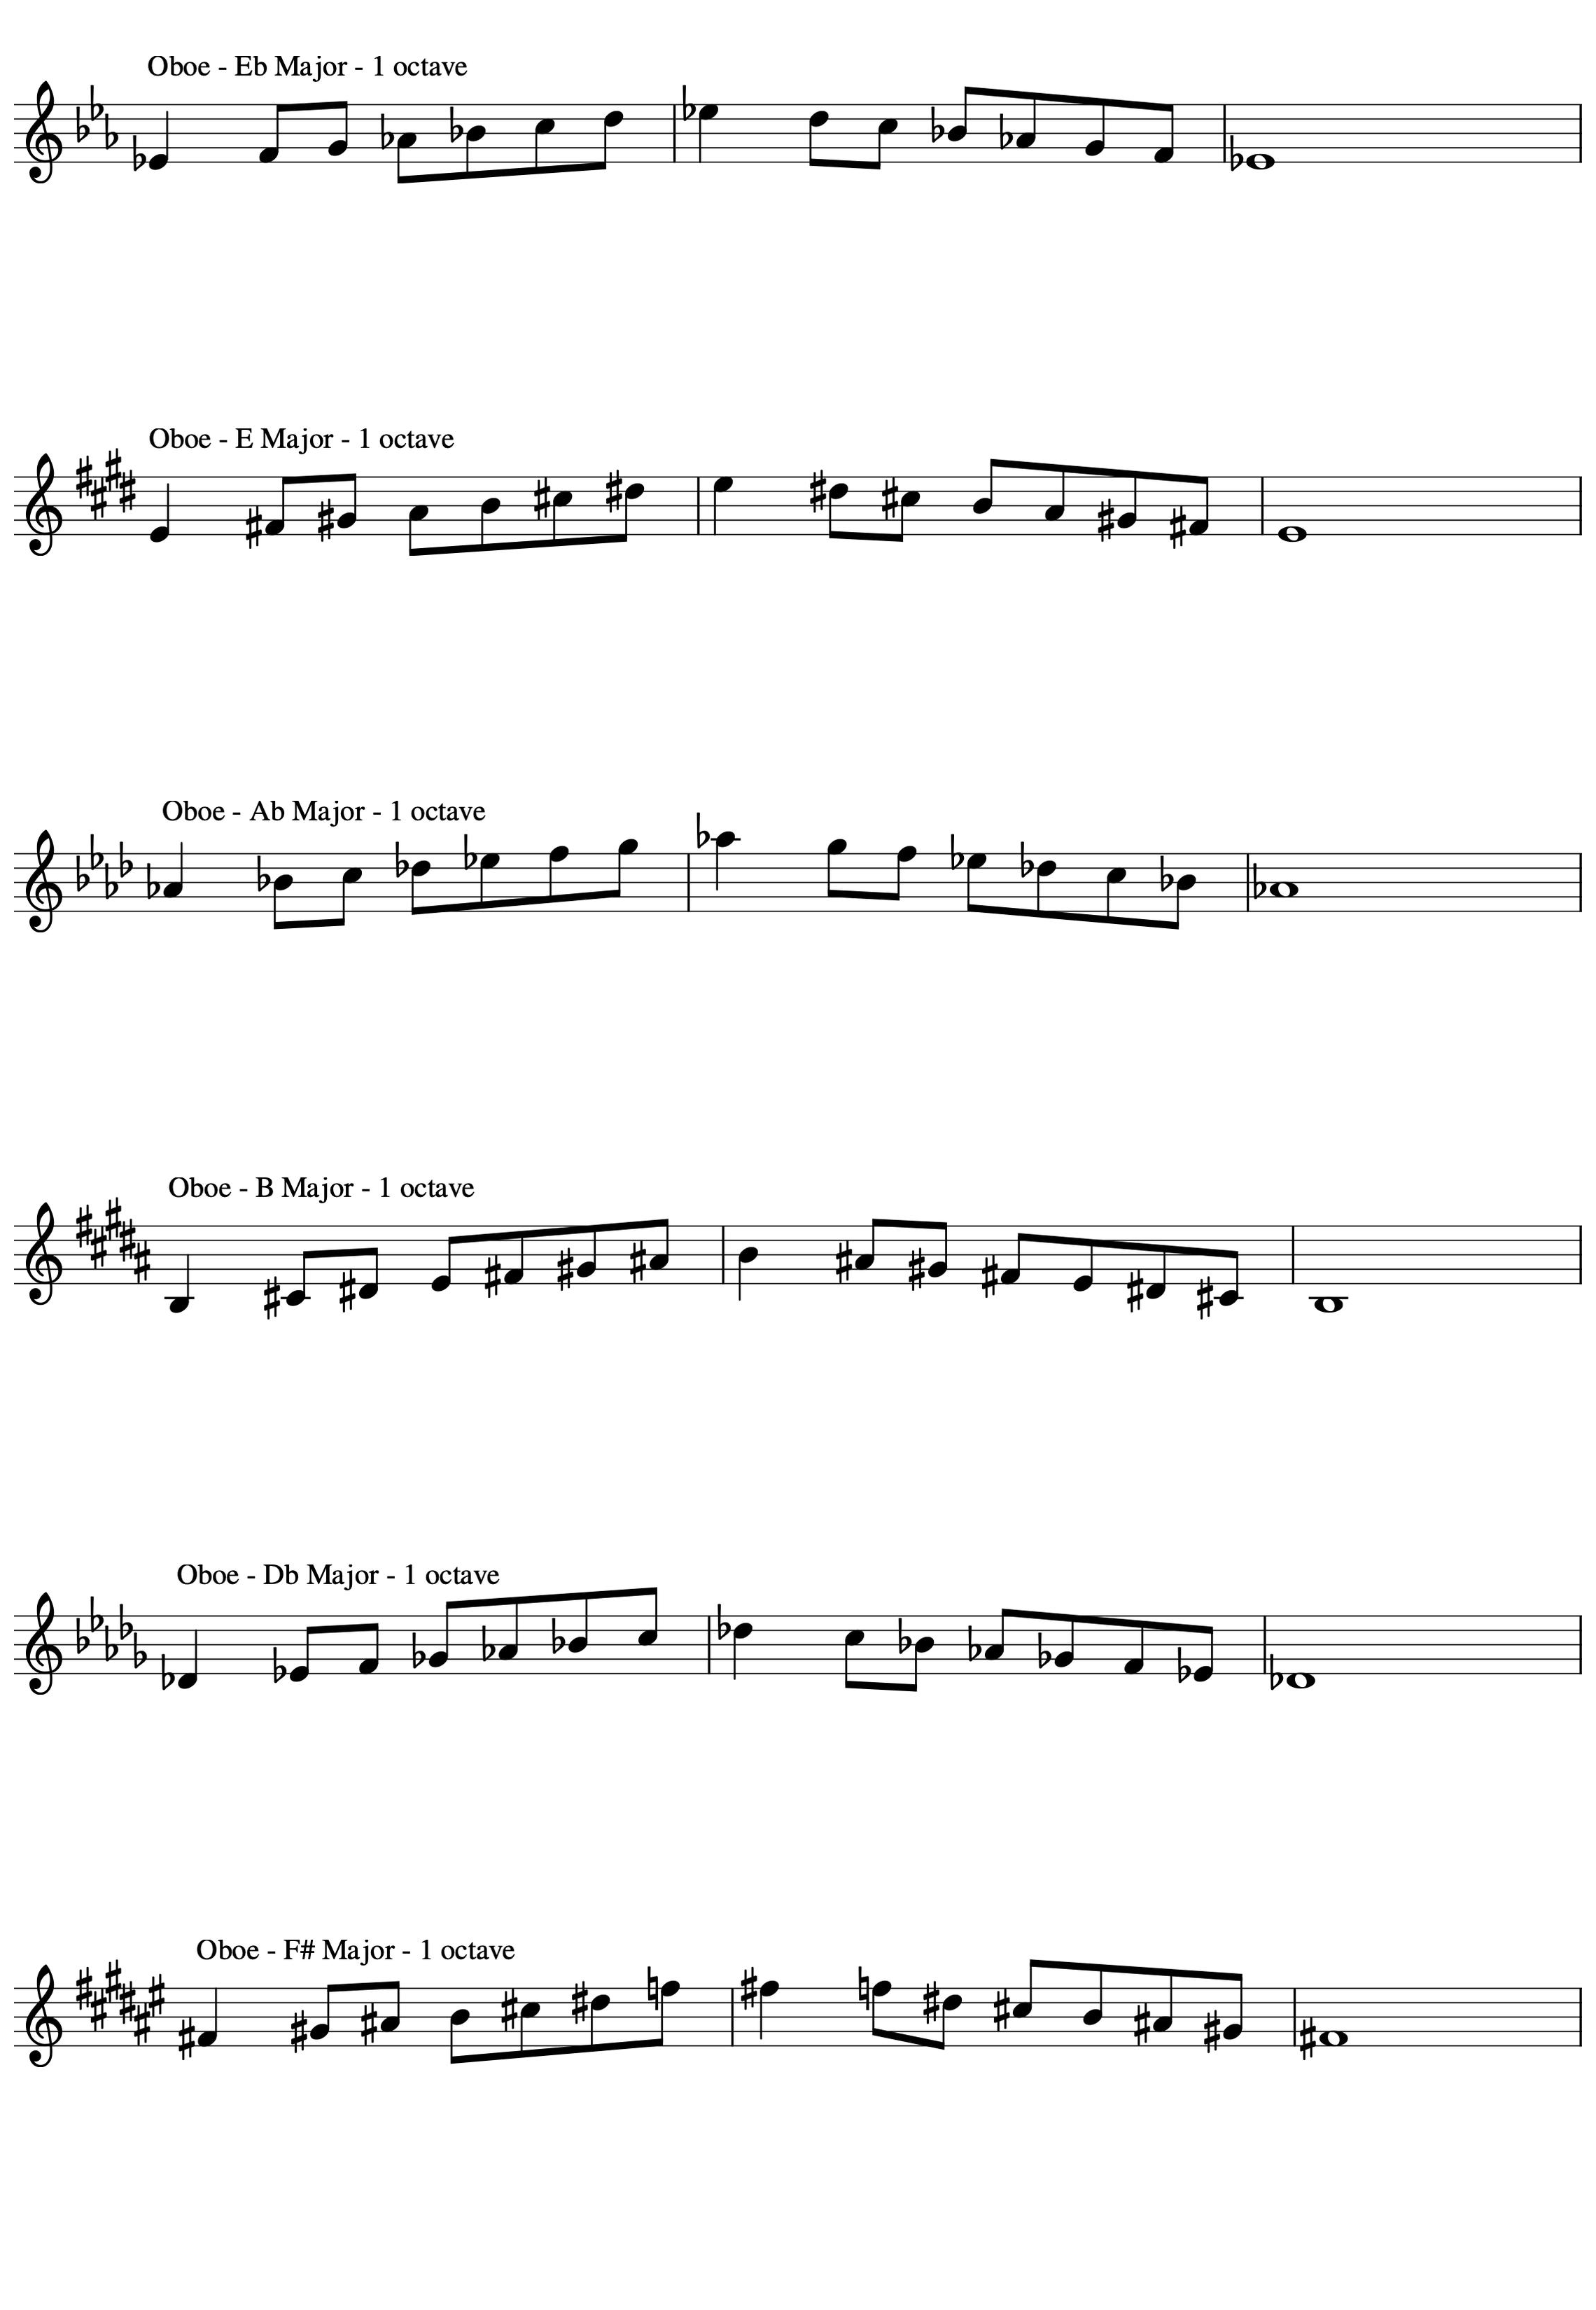 Oboe - Eb Major - 1 octave
Oboe - E Major - 1 octave
Oboe - Ab Major - 1 octave
Oboe - B Major - 1 octave
Oboe - Db Major - 1 octave
Oboe - F# Major - 1 octave